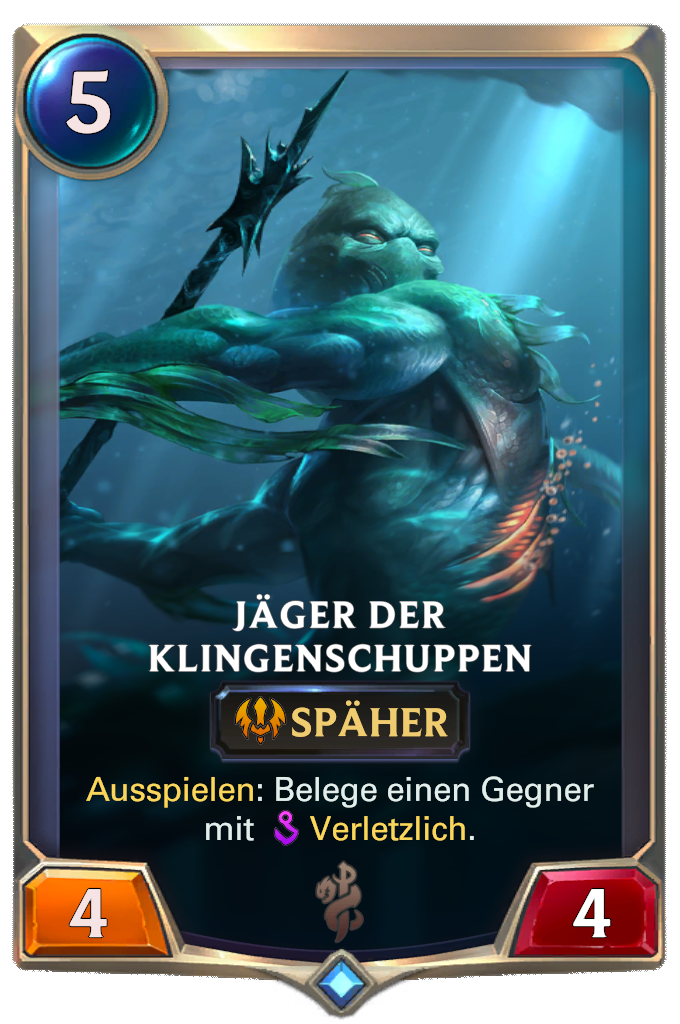 5
JÄGER DER
KLINGENSCHUPPEN
SPÄHER
Ausspielen: Belege einen Gegner
mit Verletzlich.
4
4